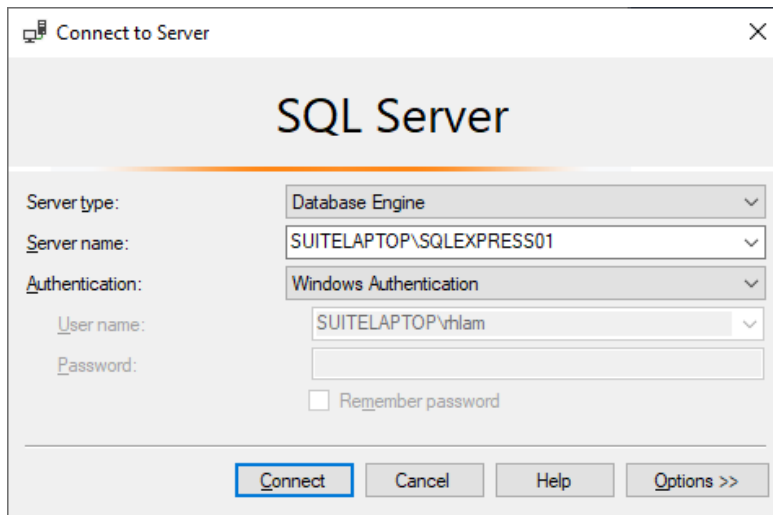 Connect to Server
SQL Server
Server type: Database Engine
Server name: SUITELAPTOP\SQLEXPRESS01
Authentication: Windows Authentication
User name: SUITELAPTOP\rhlam
Password:
Remember password
Connect Cancel Help Options >>